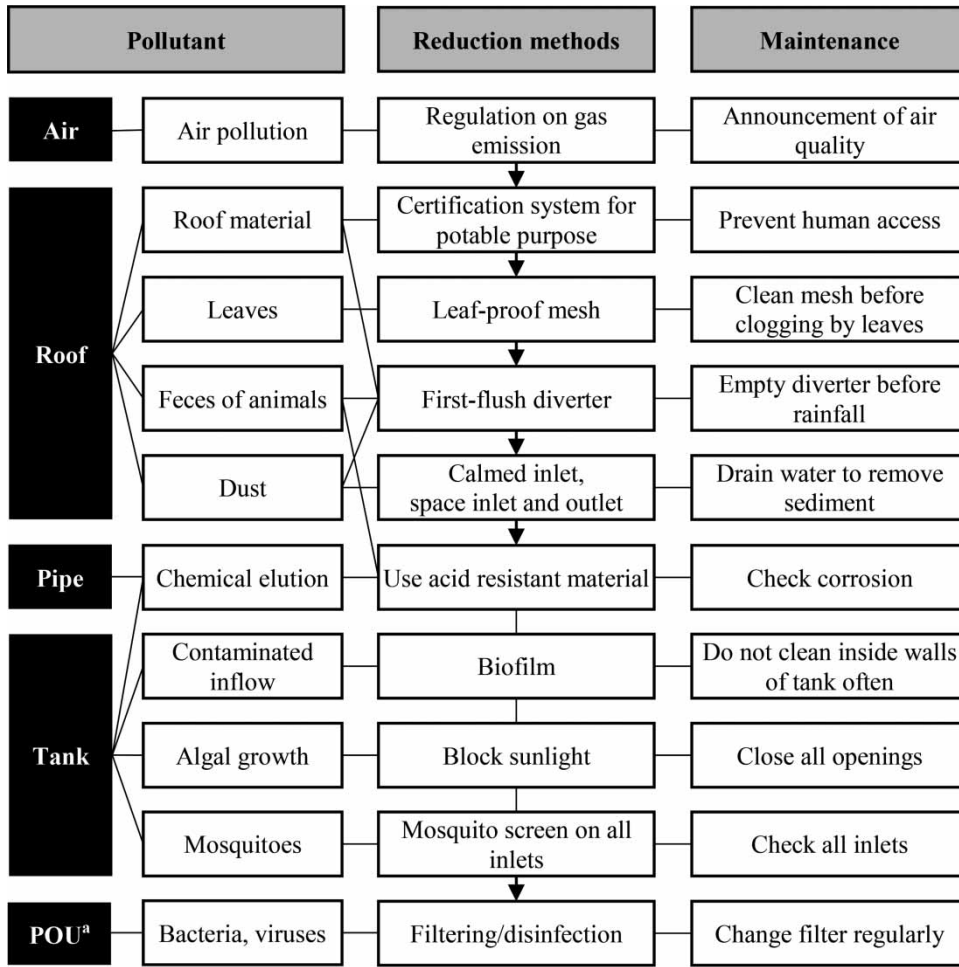 Pollutant
Reduction methods
Maintenance
Air
Air pollution
Regulation on gas
emission
Announcement of air
quality
Roof
Roof material
Certification system for
potable purpose
Prevent human access
Leaves
Leaf-proof mesh
Clean mesh before
clogging by leaves
Feces of animals
First-flush diverter
Empty diverter before
rainfall
Dust
Calmed inlet,
space inlet and outlet
Drain water to remove
sediment
Pipe
Chemical elution
Use acid resistant material
Check corrosion
Tank
Contaminated
inflow
Biofilm
Do not clean inside walls
of tank often
Algal growth
Block sunlight
Close all openings
Mosquitoes
Mosquito screen on all
inlets
Check all inlets
POUᵃ
Bacteria, viruses
Filtering/disinfection
Change filter regularly